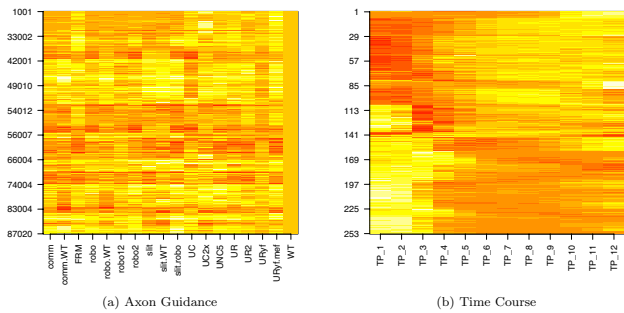 1001
33002
42001
49010
54012
56007
66004
74004
83004
87020
comm
comm.WT
FRM
robo
robo.WT
robo12
robo2
slit
slit.WT
slit.robo
UC
UC2x
UNC5
UR
UR2
URyf
URyf.mef
WT
(a) Axon Guidance
1
29
57
85
113
141
169
197
225
253
TP_1
TP_2
TP_3
TP_4
TP_5
TP_6
TP_7
TP_8
TP_9
TP_10
TP_11
TP_12
(b) Time Course